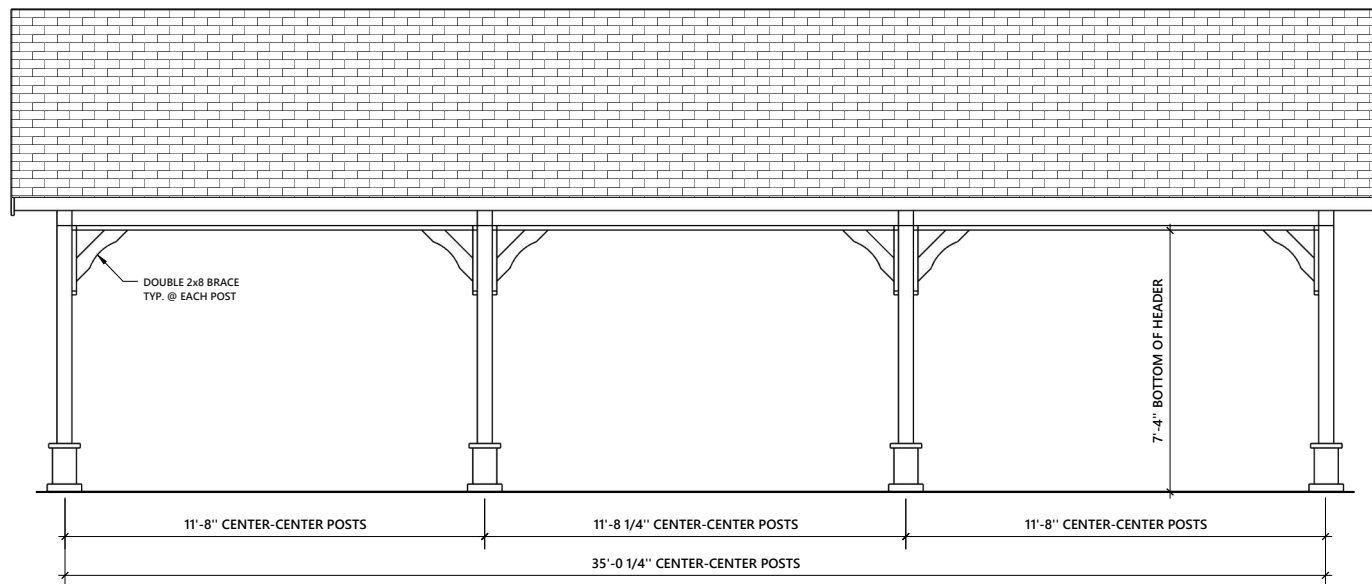 DOUBLE 2x8 BRACE
TYP. @ EACH POST
7'-4'' BOTTOM OF HEADER
11'-8'' CENTER-CENTER POSTS
11'-8 1/4'' CENTER-CENTER POSTS
11'-8'' CENTER-CENTER POSTS
35'-0 1/4'' CENTER-CENTER POSTS